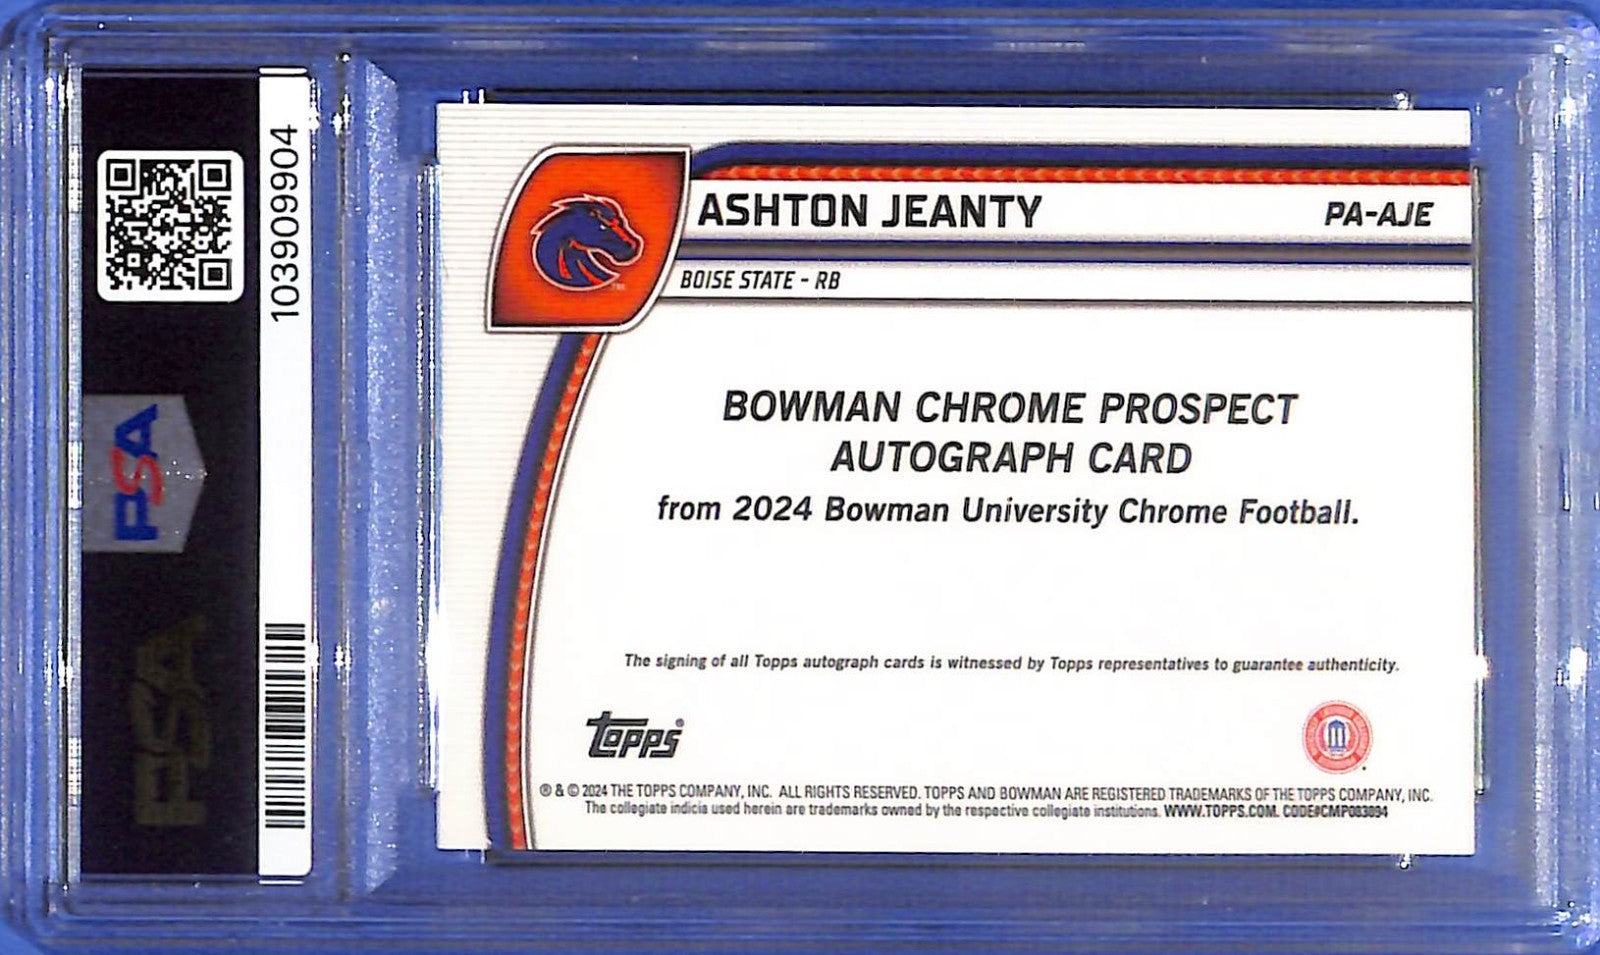 103909904
PSA
PSA
ASHTON JEANTY
PA-AJE
BOISE STATE - RB
BOWMAN CHROME PROSPECT
AUTOGRAPH CARD
from 2024 Bowman University Chrome Football.
The signing of all Topps autograph cards is witnessed by Topps representatives to guarantee authenticity.
Topps®
® & © 2024 THE TOPPS COMPANY, INC. ALL RIGHTS RESERVED. TOPPS AND BOWMAN ARE REGISTERED TRADEMARKS OF THE TOPPS COMPANY, INC.
The collegiate indicia used herein are trademarks owned by the respective collegiate institutions. WWW.TOPPS.COM. CODE#CMP083094